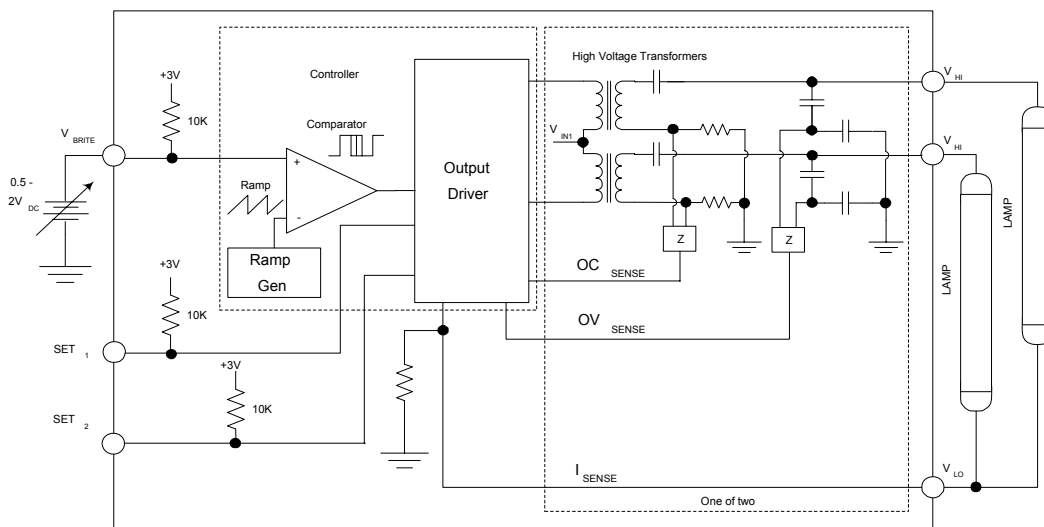 High Voltage Transformers
Controller
+3V
10K
V BRITE
Comparator
+
-
Ramp
Ramp
Gen
Output
Driver
V IN1
V HI
V HI
0.5 -
2V DC
Z
Z
OC SENSE
OV SENSE
LAMP
LAMP
+3V
10K
SET 1
+3V
10K
SET 2
I SENSE
V LO
One of two